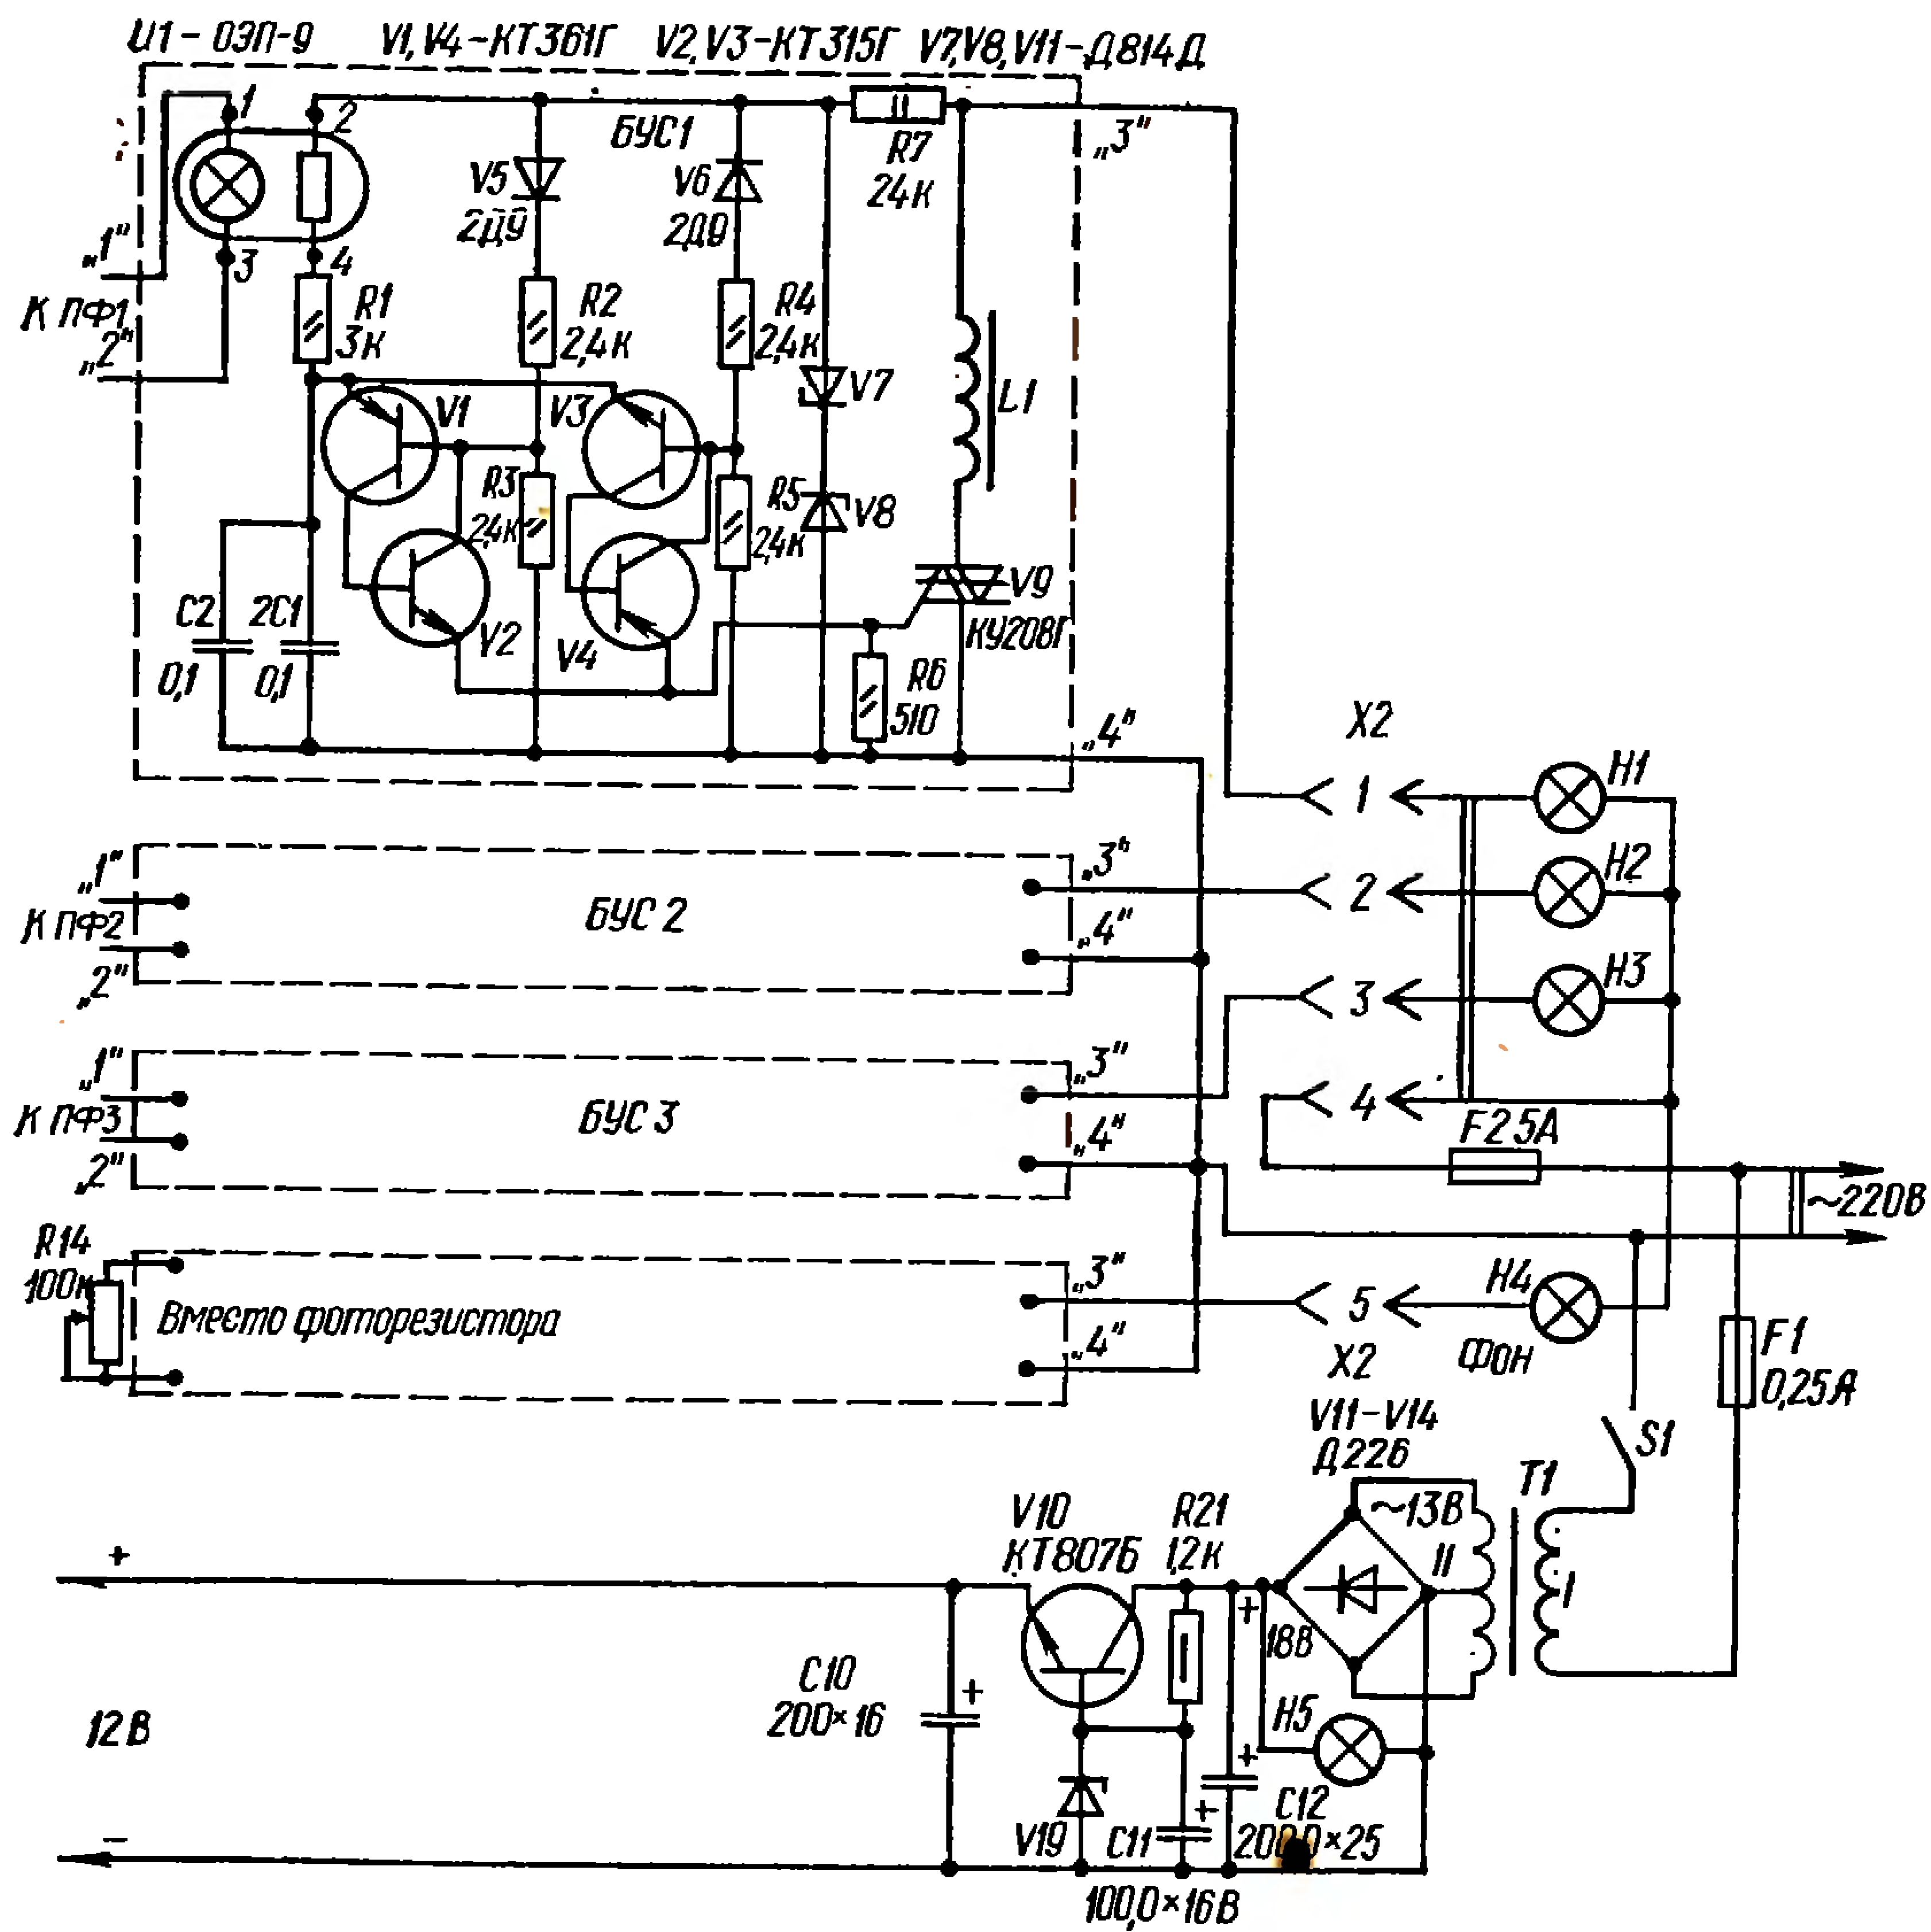 U1-ОЭП-9 V1,V4-КТ361Г V2,V3-КТ315Г V7,V8,V11-Д814Д
1
2
БУС1
„3"
V5
2Д9
V6
2Д9
R7
24к
„1"
3
4
К ПФ1
„2"
R1
3к
R2
2,4к
R4
2,4к
V7
L1
V1
V3
R3
24к
R5
24к
V8
V9
КУ208Г
C2
0,1
2C1
0,1
V2
V4
R6
510
„4"
X2
1
H1
„1"
К ПФ2
„2"
БУС 2
„3"
„4"
2
H2
3
H3
„1"
К ПФ3
„2"
БУС 3
„3"
„4"
4
F2 5А
~220В
R14
100к
Вместо фоторезистора
„3"
„4"
5
X2
H4
Фон
F1
0,25А
V11-V14
Д226
S1
T1
~13В
II
I
V10
КТ807Б
R21
1,2к
+
+
18В
C10
200×16
+
12В
H5
+
V19
C11
+
C12
2000×25
−
100,0×16В